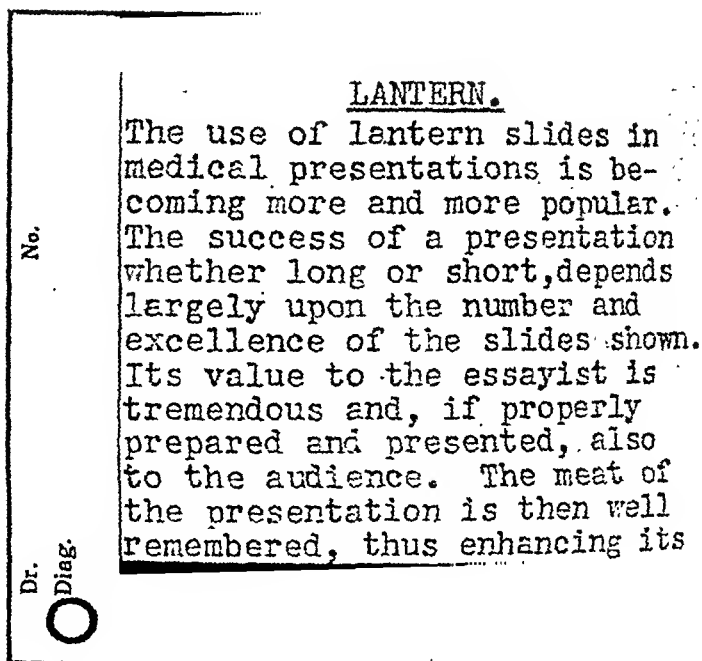 LANTERN.
The use of lantern slides in
medical presentations is be-
coming more and more popular.
The success of a presentation
whether long or short,depends
largely upon the number and
excellence of the slides shown.
Its value to the essayist is
tremendous and, if properly
prepared and presented, also
to the audience. The meat of
the presentation is then well
remembered, thus enhancing its
No.
Dr.
Diag.